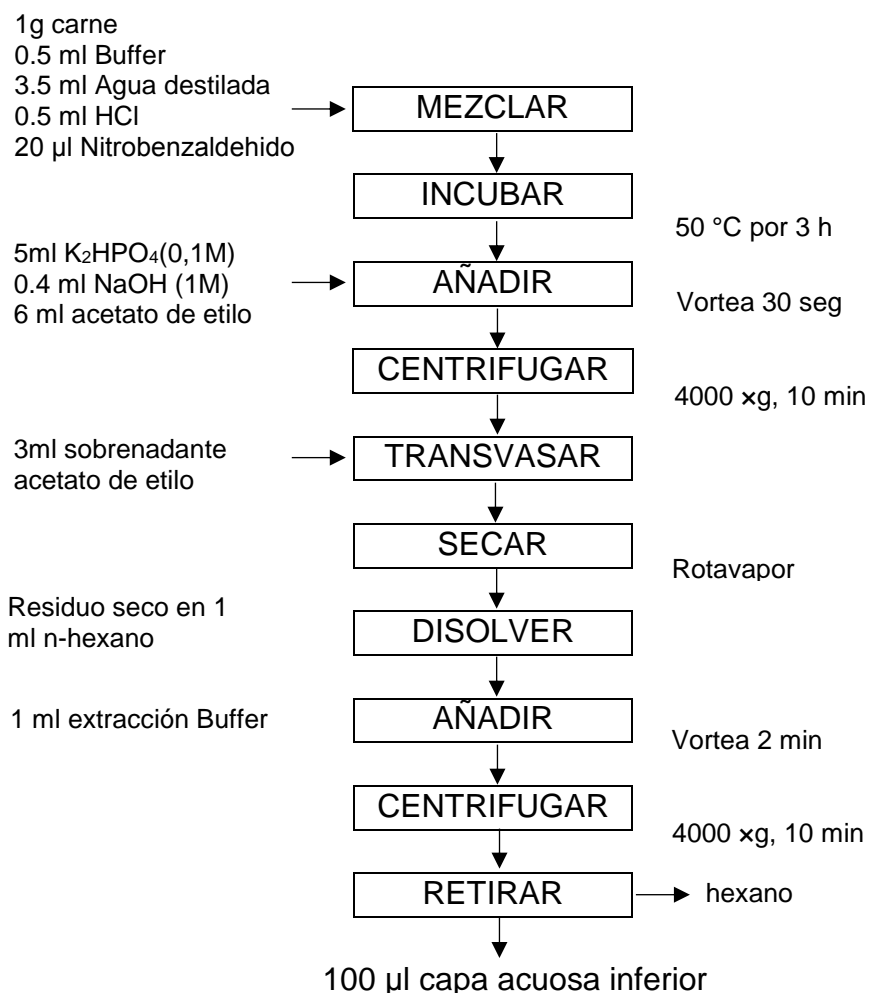 1g carne
0.5 ml Buffer
3.5 ml Agua destilada
0.5 ml HCl
20 µl Nitrobenzaldehido
MEZCLAR
INCUBAR
50 °C por 3 h
5ml K₂HPO₄(0,1M)
0.4 ml NaOH (1M)
6 ml acetato de etilo
AÑADIR
Vortea 30 seg
CENTRIFUGAR
4000 ×g, 10 min
3ml sobrenadante
acetato de etilo
TRANSVASAR
SECAR
Rotavapor
Residuo seco en 1
ml n-hexano
DISOLVER
1 ml extracción Buffer
AÑADIR
Vortea 2 min
CENTRIFUGAR
4000 ×g, 10 min
RETIRAR
hexano
100 µl capa acuosa inferior